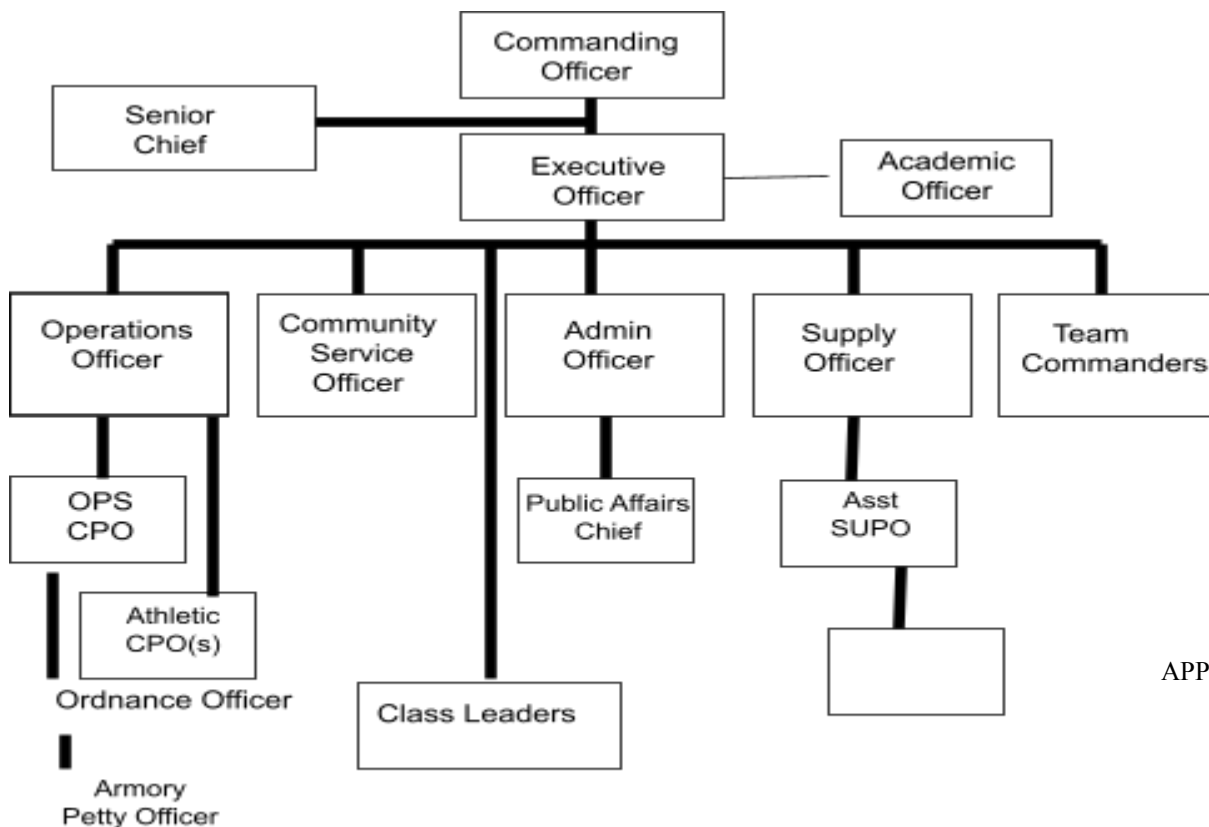 Commanding
Officer
Senior
Chief
Executive
Officer
Academic
Officer
Operations
Officer
Community
Service
Officer
Admin
Officer
Supply
Officer
Team
Commanders
OPS
CPO
Public Affairs
Chief
Asst
SUPO
Athletic
CPO(s)
APP
Ordnance Officer
Class Leaders
Armory
Petty Officer